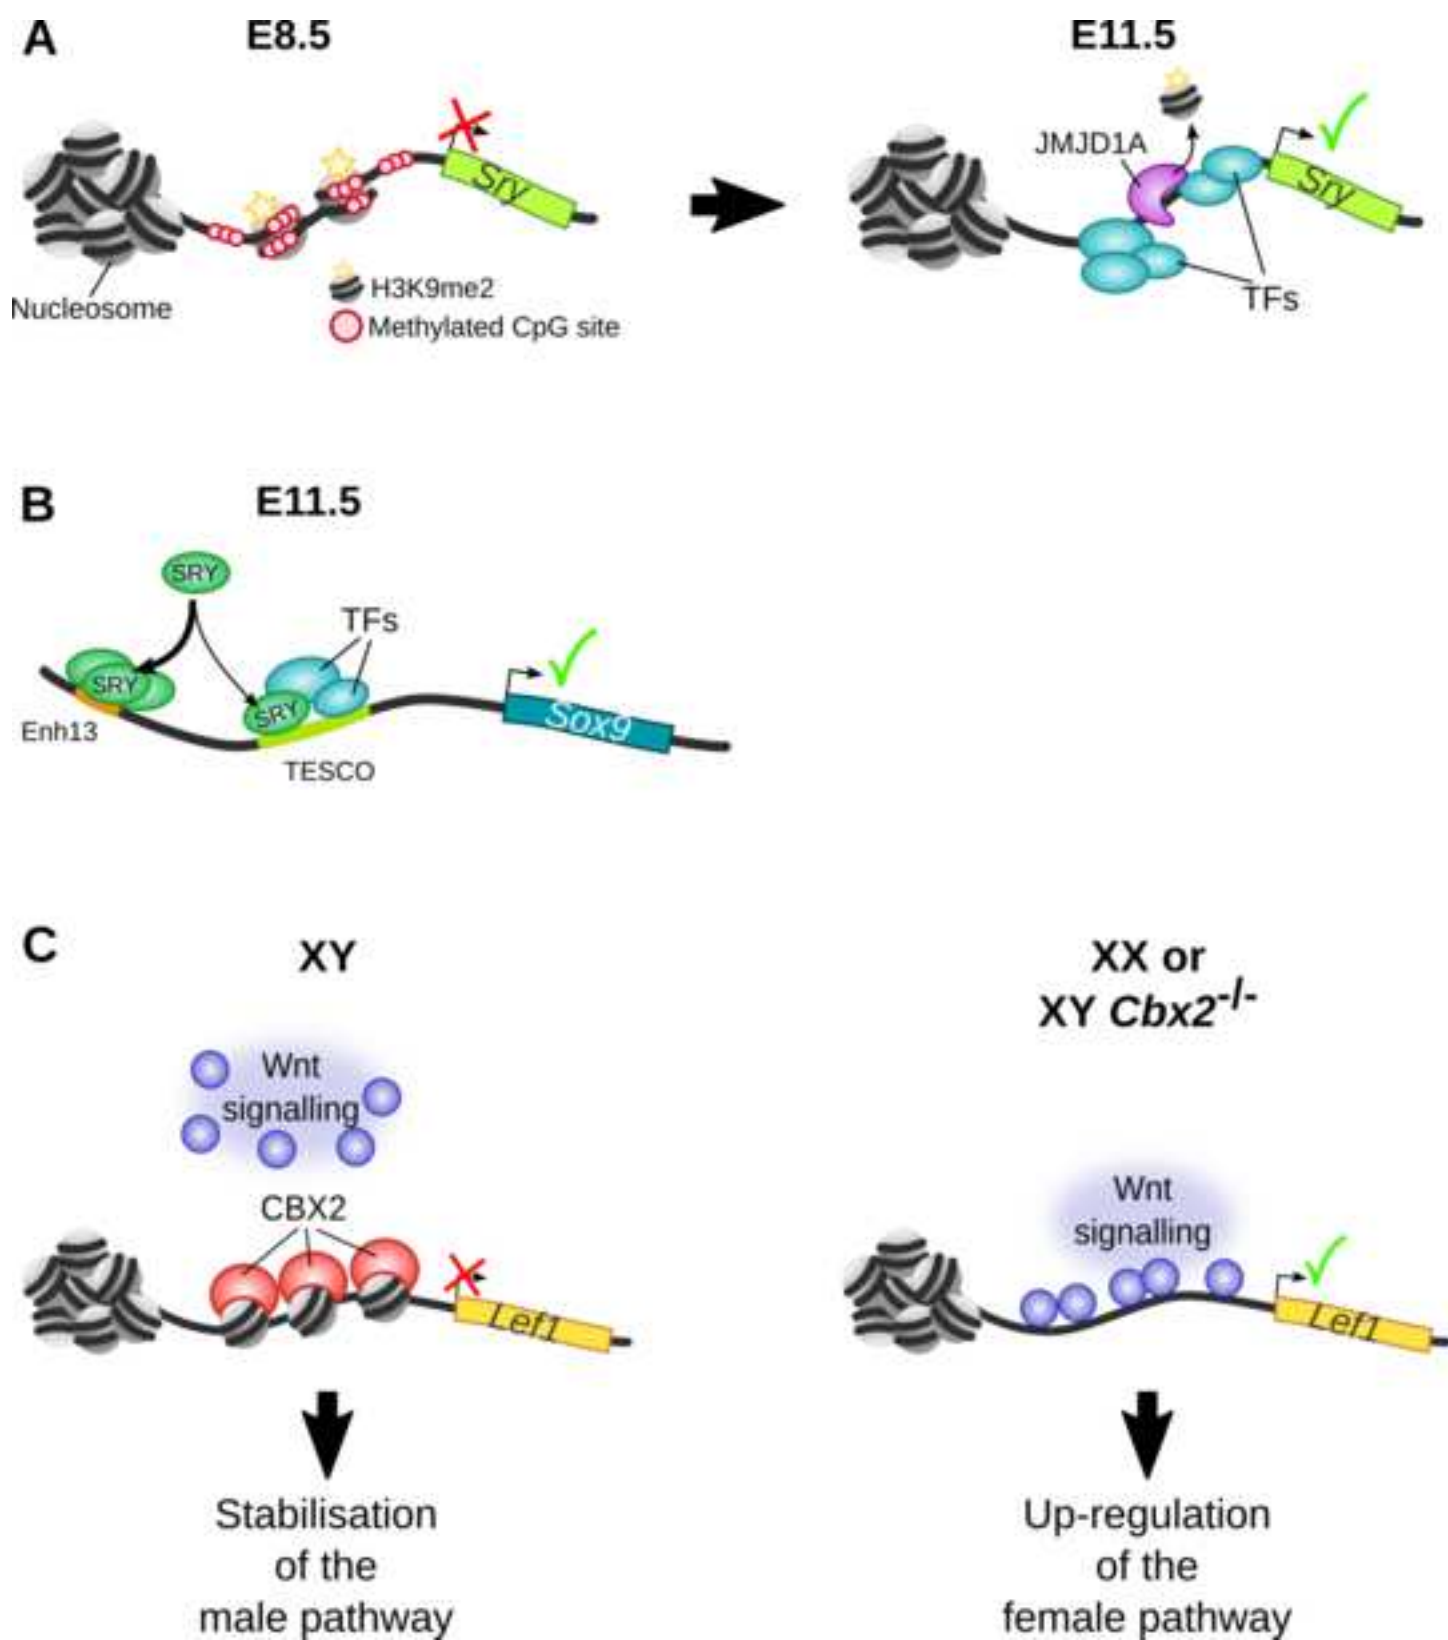 A
E8.5
E11.5
JMJD1A
Sry
Sry
Nucleosome
H3K9me2
Methylated CpG site
TFs
B
E11.5
SRY
TFs
SRY
SRY
Enh13
Sox9
TESCO
C
XY
XX or
XY Cbx2-/-
Wnt
signalling
CBX2
Wnt
signalling
Lef1
Lef1
Stabilisation
of the
male pathway
Up-regulation
of the
female pathway